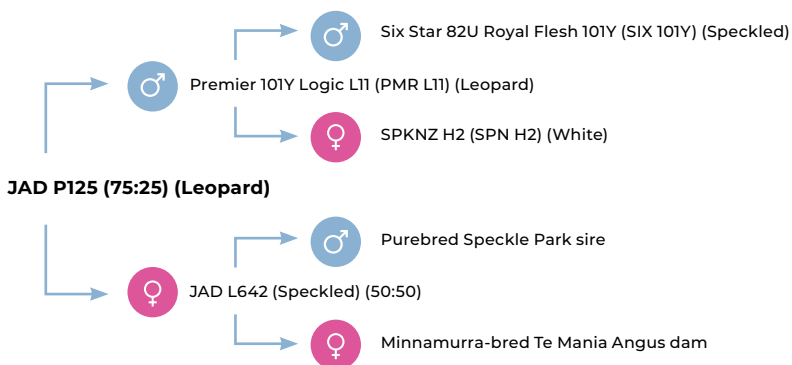 Six Star 82U Royal Flesh 101Y (SIX 101Y) (Speckled)
Premier 101Y Logic L11 (PMR L11) (Leopard)
SPKNZ H2 (SPN H2) (White)
JAD P125 (75:25) (Leopard)
Purebred Speckle Park sire
JAD L642 (Speckled) (50:50)
Minnamurra-bred Te Mania Angus dam